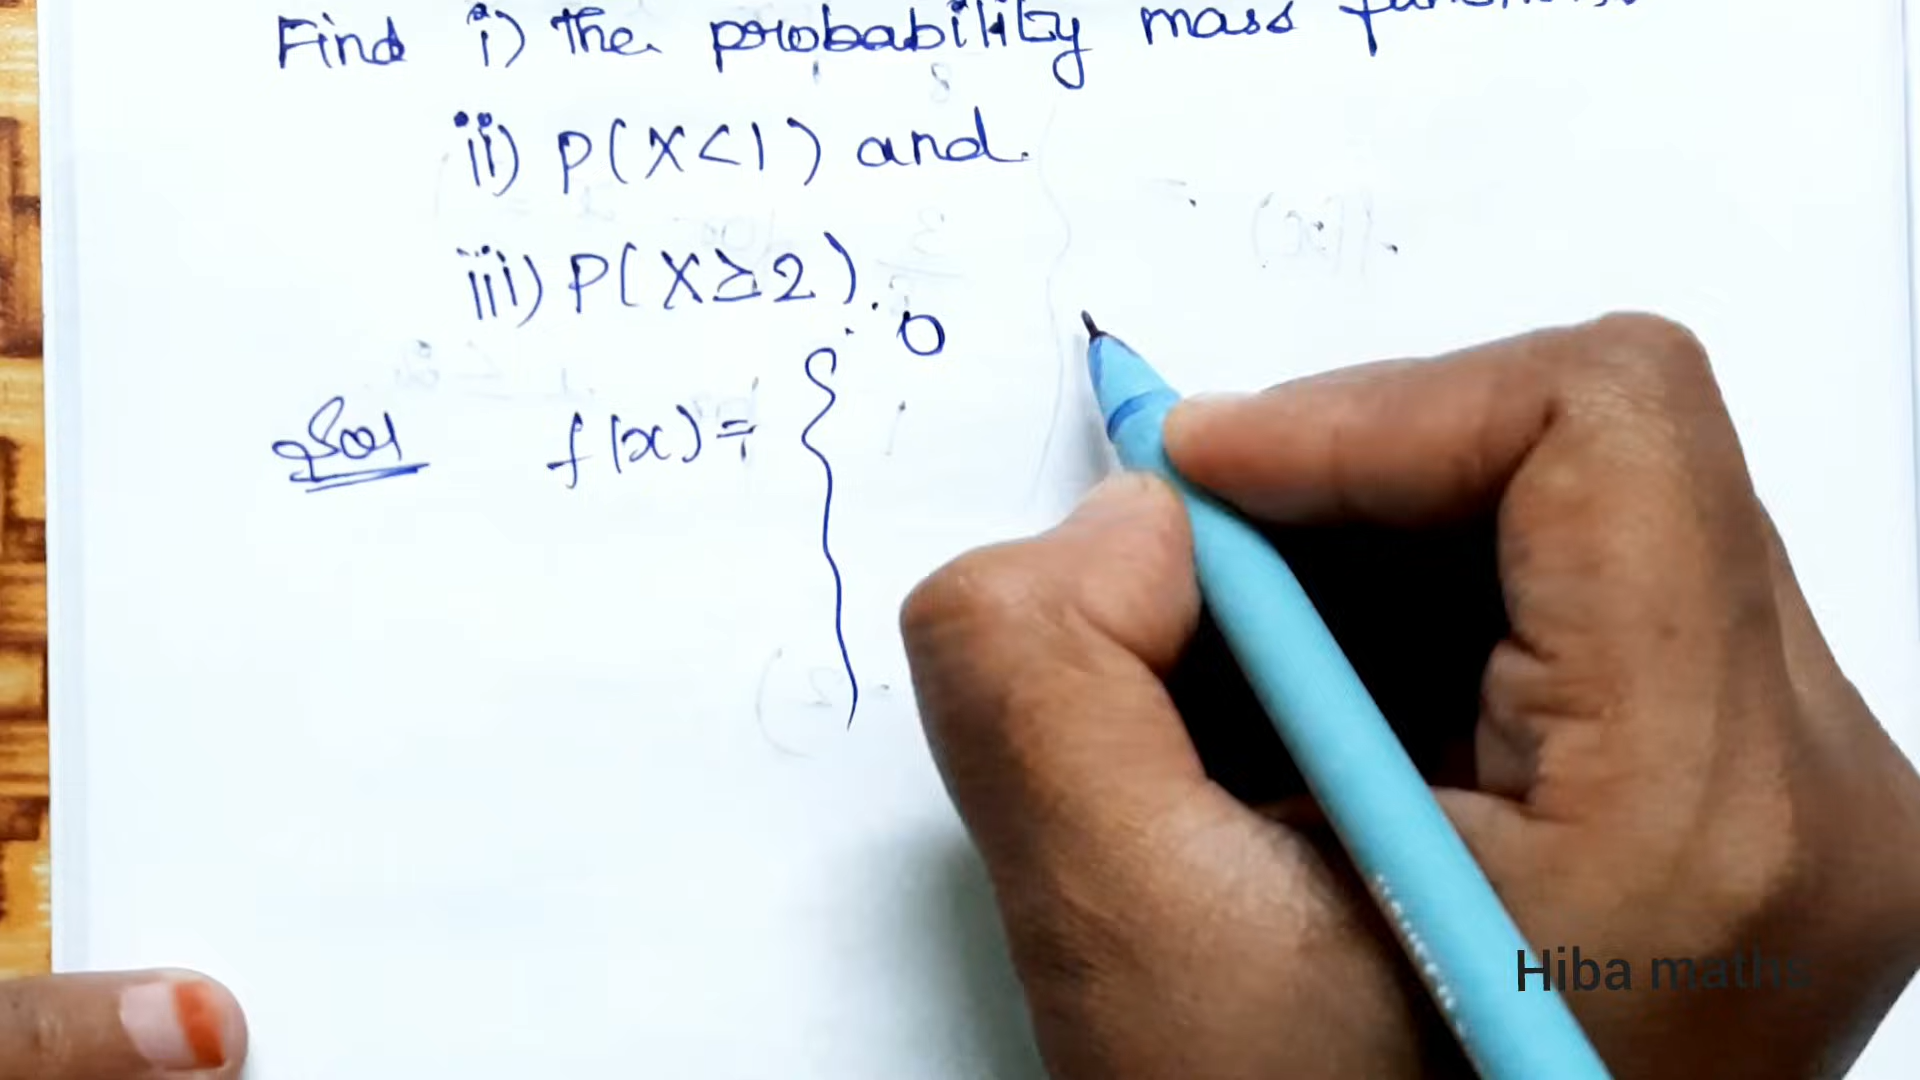 Find i) the probability mass
ii) P(X<1) and.
iii) P(X≥2).
Sol f(x)= { 0
Hiba maths